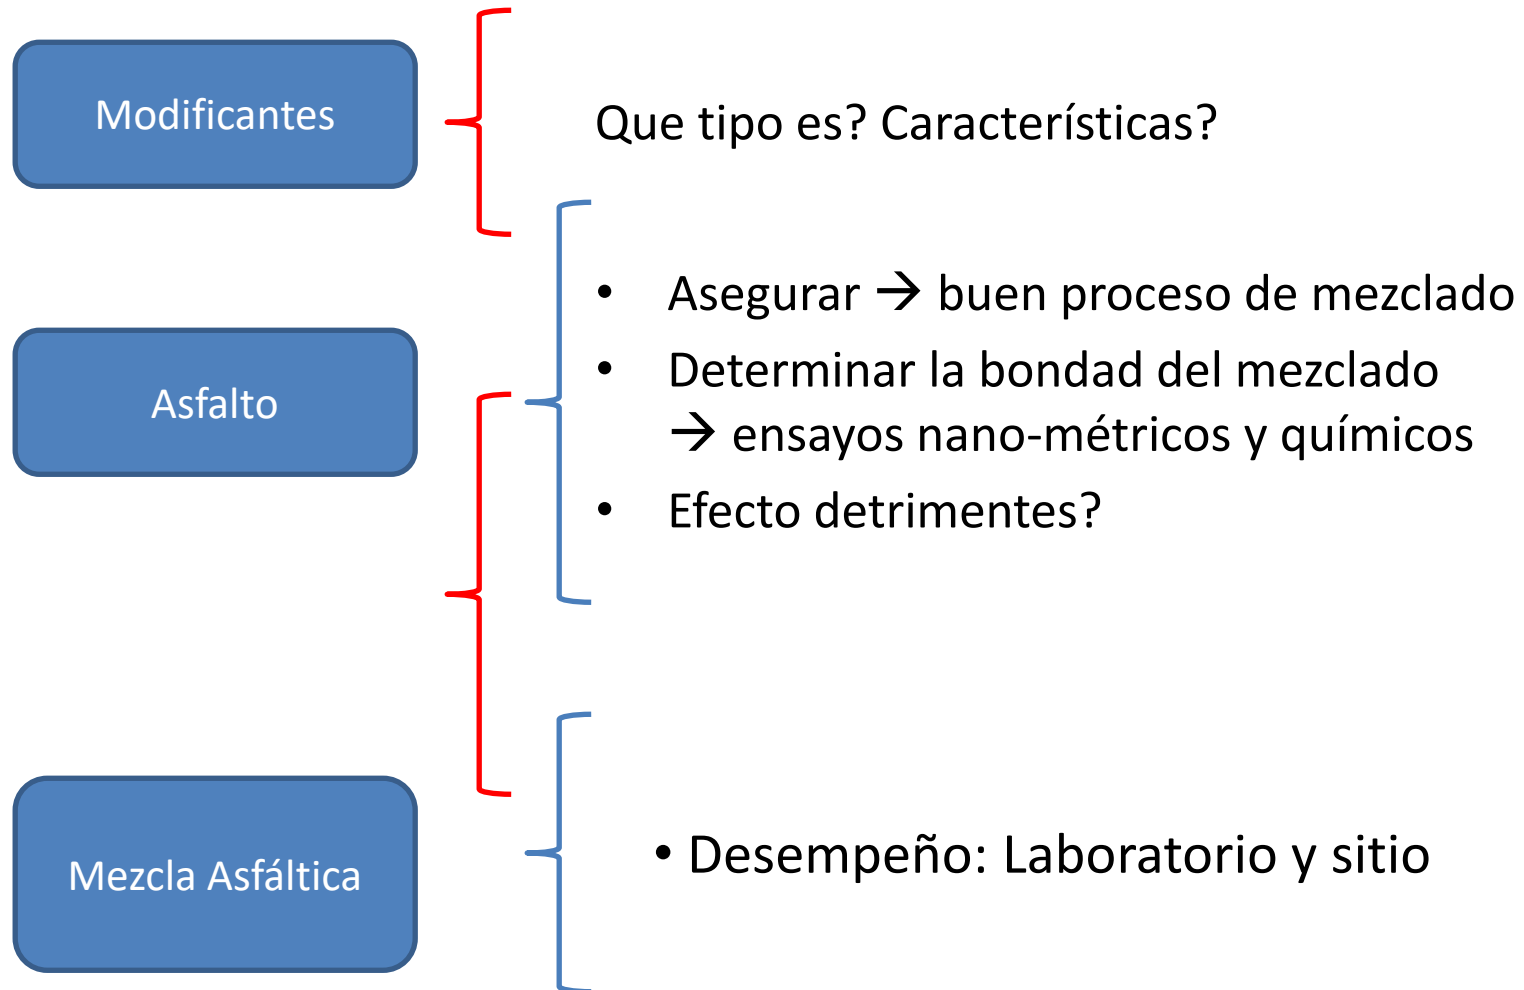 Modificantes
Que tipo es? Características?
Asfalto
• Asegurar → buen proceso de mezclado
• Determinar la bondad del mezclado
→ ensayos nano-métricos y químicos
• Efecto detrimentes?
Mezcla Asfáltica
• Desempeño: Laboratorio y sitio